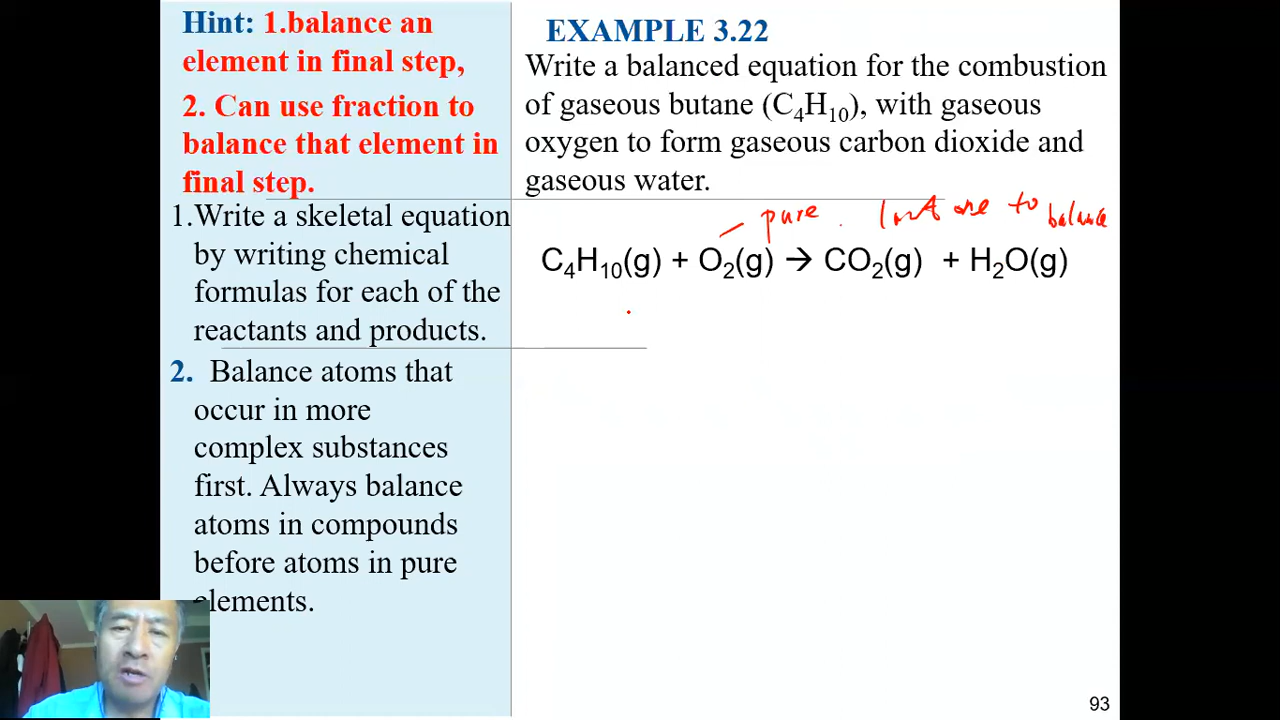 Hint: 1.balance an
element in final step,
2. Can use fraction to
balance that element in
final step.
1.Write a skeletal equation
by writing chemical
formulas for each of the
reactants and products.
2. Balance atoms that
occur in more
complex substances
first. Always balance
atoms in compounds
before atoms in pure
elements.
EXAMPLE 3.22
Write a balanced equation for the combustion
of gaseous butane (C₄H₁₀), with gaseous
oxygen to form gaseous carbon dioxide and
gaseous water.
pure. last one to balance
C₄H₁₀(g) + O₂(g) → CO₂(g) + H₂O(g)
93